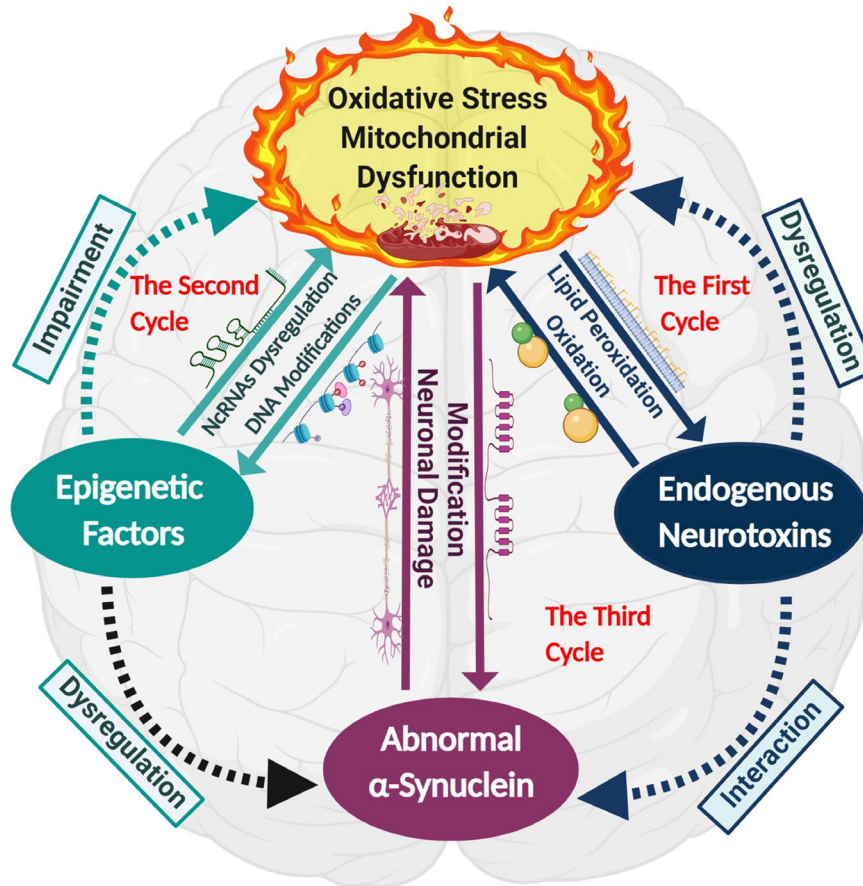 Oxidative Stress
Mitochondrial
Dysfunction
Impairment
Dysregulation
The Second
Cycle
NcRNAs Dysregulation
DNA Modifications
The First
Cycle
Lipid Peroxidation
Oxidation
Neuronal Damage
Modification
Epigenetic
Factors
Endogenous
Neurotoxins
The Third
Cycle
Dysregulation
Abnormal
α-Synuclein
Interaction